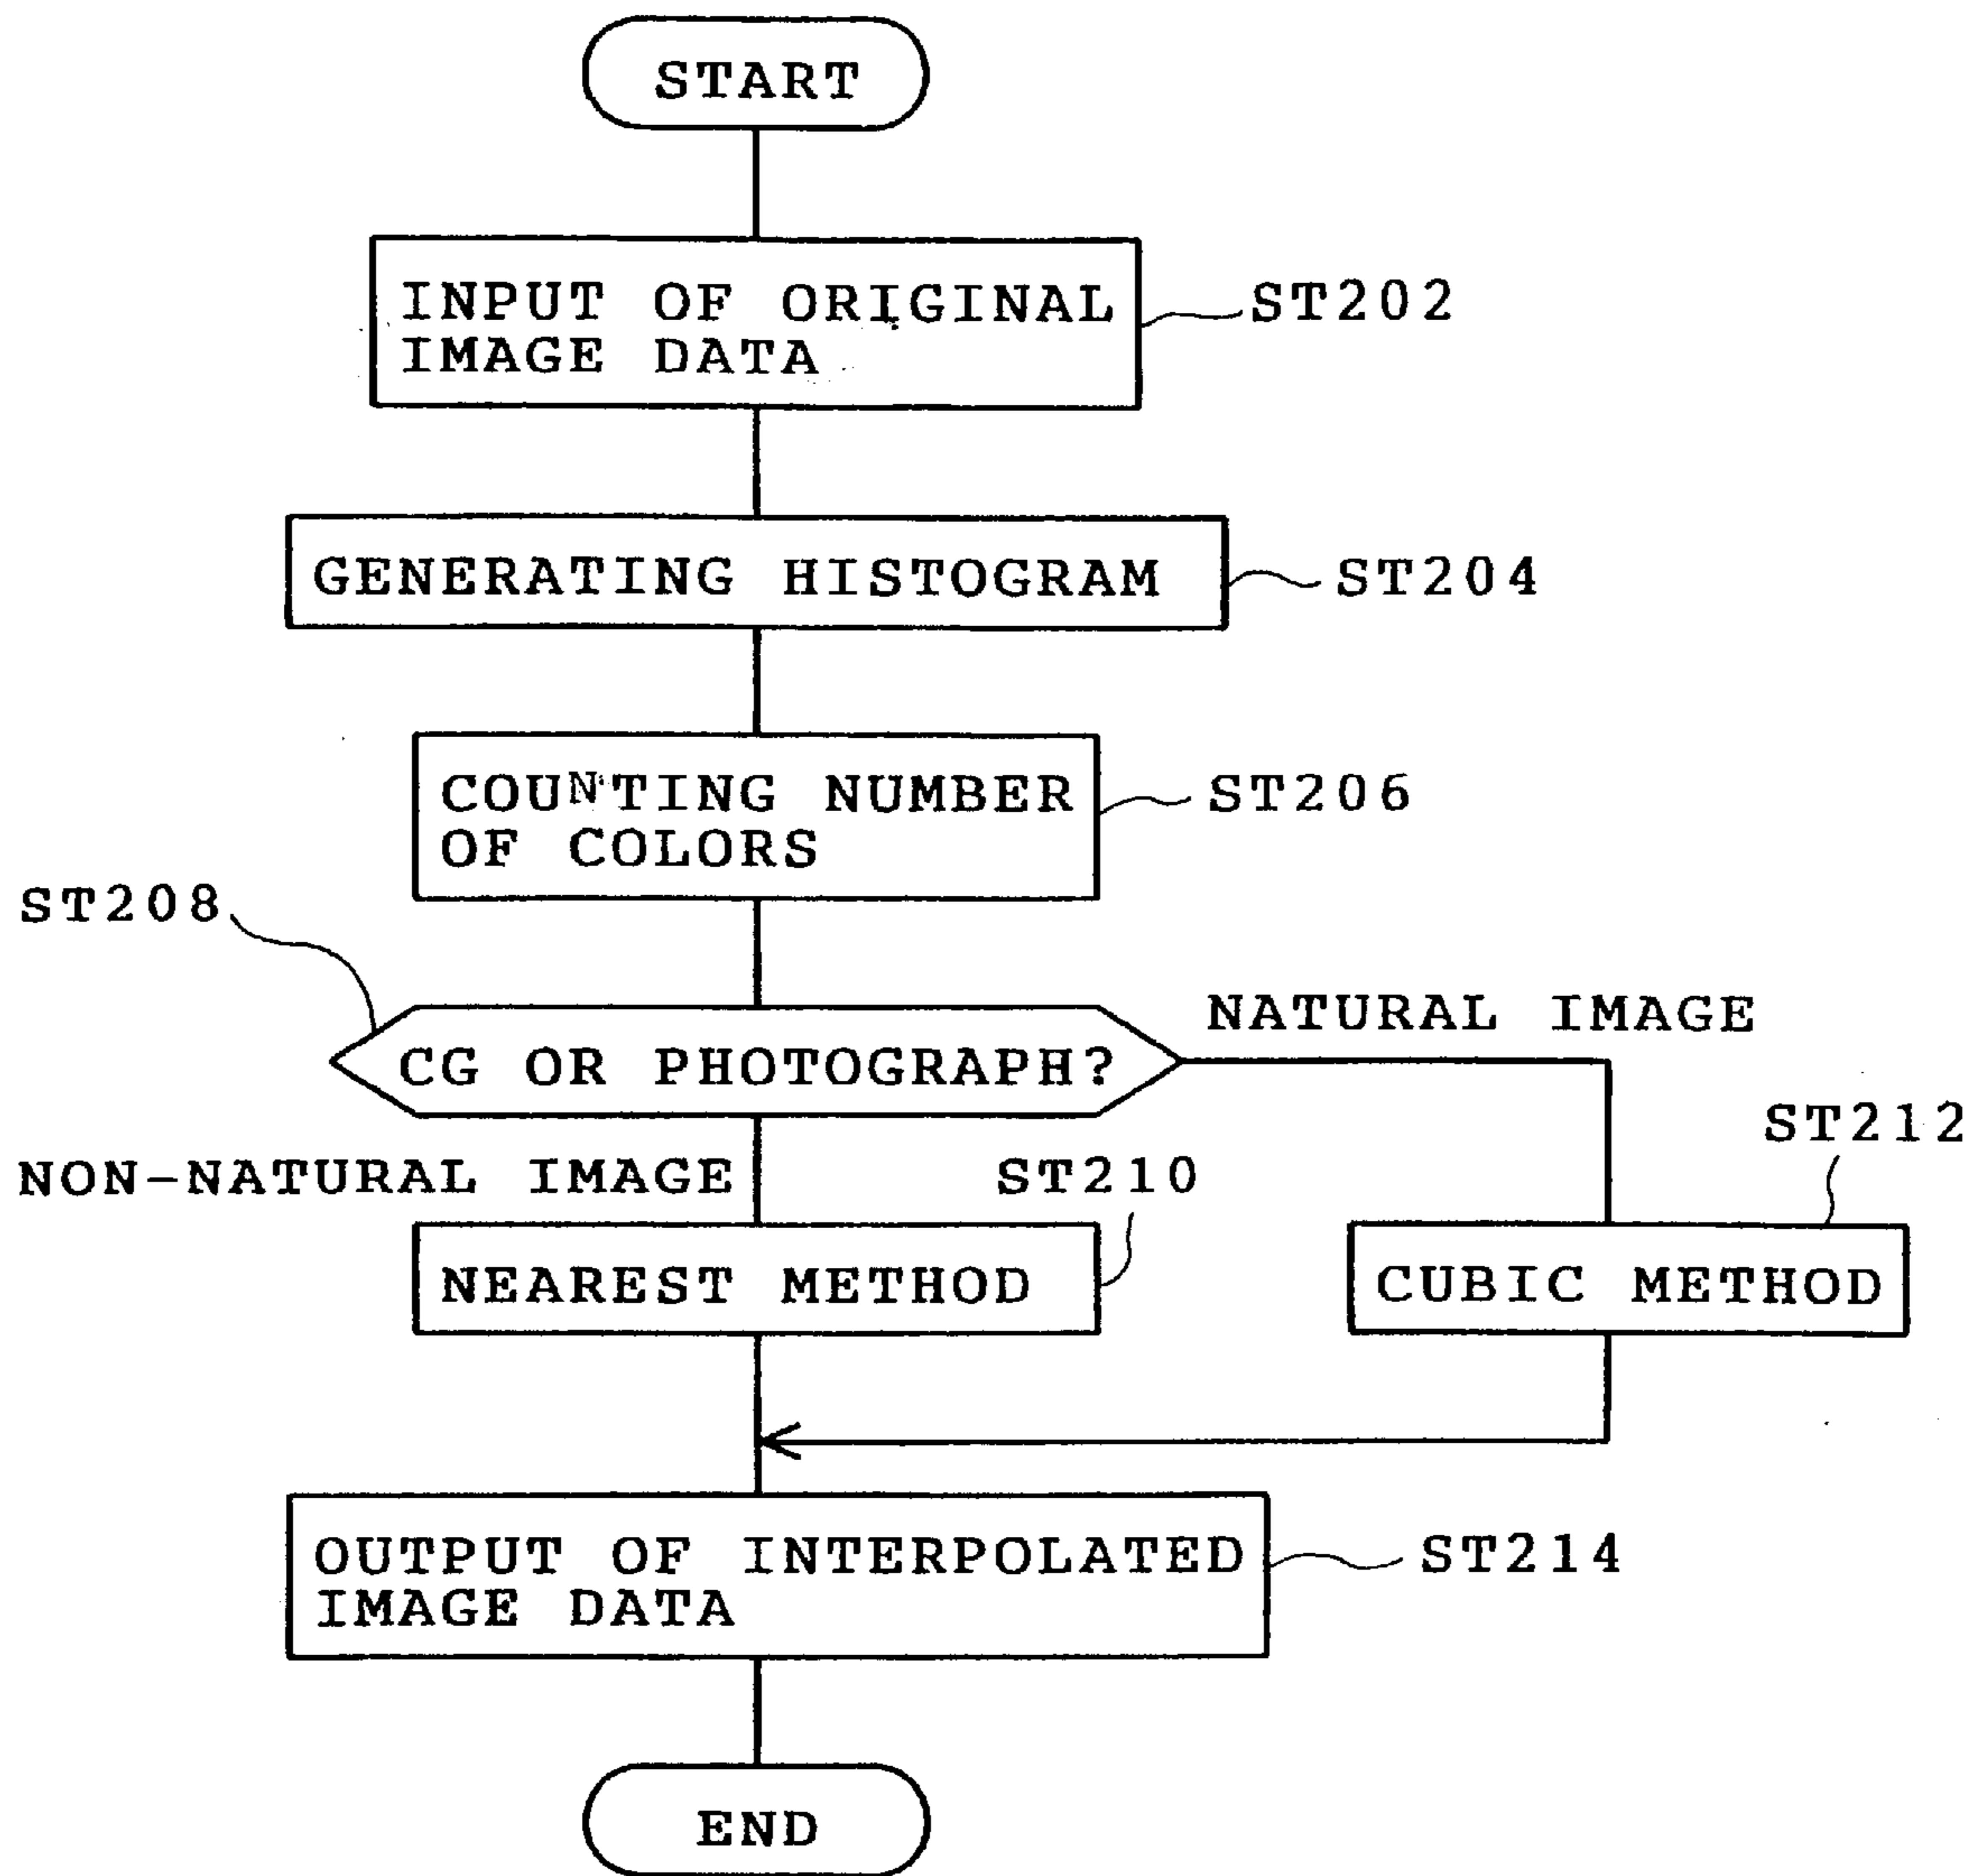 START
INPUT OF ORIGINAL
IMAGE DATA
ST202
GENERATING HISTOGRAM
ST204
COUNTING NUMBER
OF COLORS
ST206
ST208
CG OR PHOTOGRAPH?
NATURAL IMAGE
NON-NATURAL IMAGE
ST210
ST212
NEAREST METHOD
CUBIC METHOD
OUTPUT OF INTERPOLATED
IMAGE DATA
ST214
END